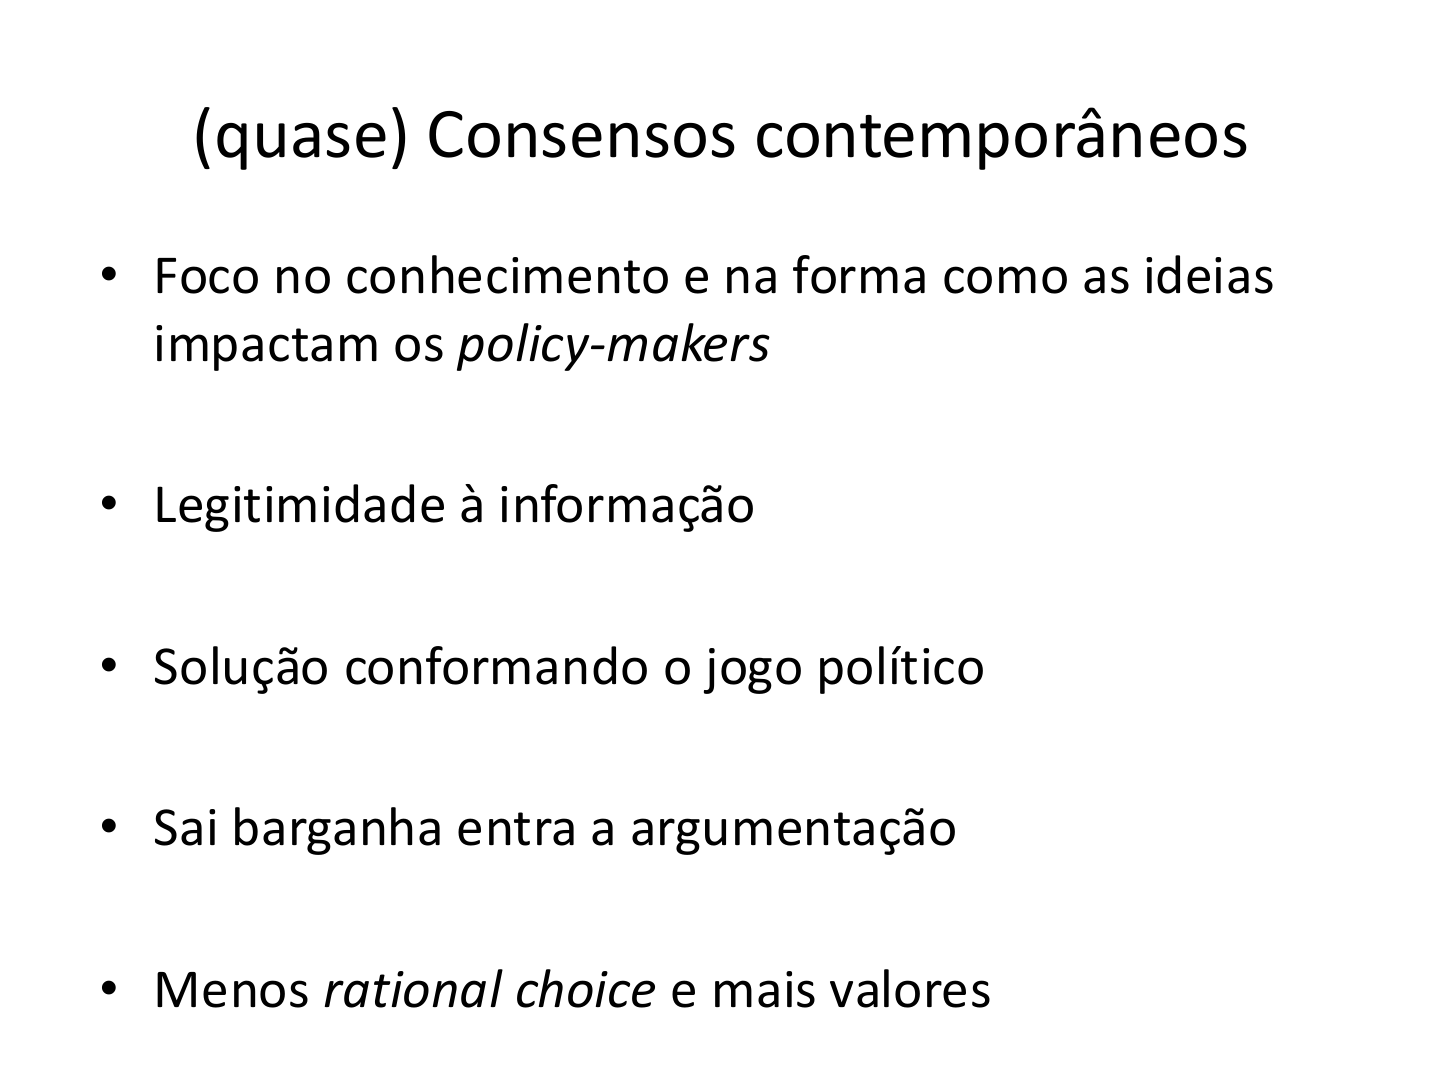 (quase) Consensos contemporâneos
• Foco no conhecimento e na forma como as ideias
impactam os policy-makers
• Legitimidade à informação
• Solução conformando o jogo político
• Sai barganha entra a argumentação
• Menos rational choice e mais valores